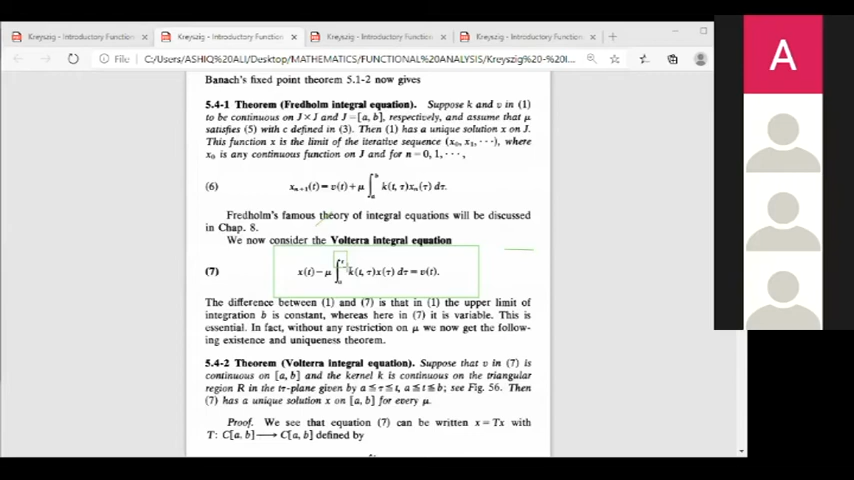 Kreyszig - Introductory Function
Kreyszig - Introductory Function
Kreyszig - Introductory Function
Kreyszig - Introductory Function
File
C:/Users/ASHIQ%20ALI/Desktop/MATHEMATICS/FUNCTIONAL%20ANALYSIS/Kreyszig%20-%20I...
A
Banach's fixed point theorem 5.1-2 now gives
5.4-1 Theorem (Fredholm integral equation). Suppose k and v in (1)
to be continuous on J×J and J=[a, b], respectively, and assume that μ
satisfies (5) with c defined in (3). Then (1) has a unique solution x on J.
This function x is the limit of the iterative sequence (x₀, x₁, ···), where
x₀ is any continuous function on J and for n = 0, 1, ···,
(6) xₙ₊₁(t)= v(t)+ μ ∫ₐᵇ k(t, τ)xₙ(τ) dτ.
Fredholm's famous theory of integral equations will be discussed
in Chap. 8.
We now consider the Volterra integral equation
(7) x(t)− μ ∫ₐᵗ k(t, τ)x(τ) dτ = v(t).
The difference between (1) and (7) is that in (1) the upper limit of
integration b is constant, whereas here in (7) it is variable. This is
essential. In fact, without any restriction on μ we now get the follow-
ing existence and uniqueness theorem.
5.4-2 Theorem (Volterra integral equation). Suppose that v in (7) is
continuous on [a, b] and the kernel k is continuous on the triangular
region R in the tτ-plane given by a ≦ τ ≦ t, a ≦ t ≦ b; see Fig. 56. Then
(7) has a unique solution x on [a, b] for every μ.
Proof. We see that equation (7) can be written x = Tx with
T: C[a, b] ⟶ C[a, b] defined by